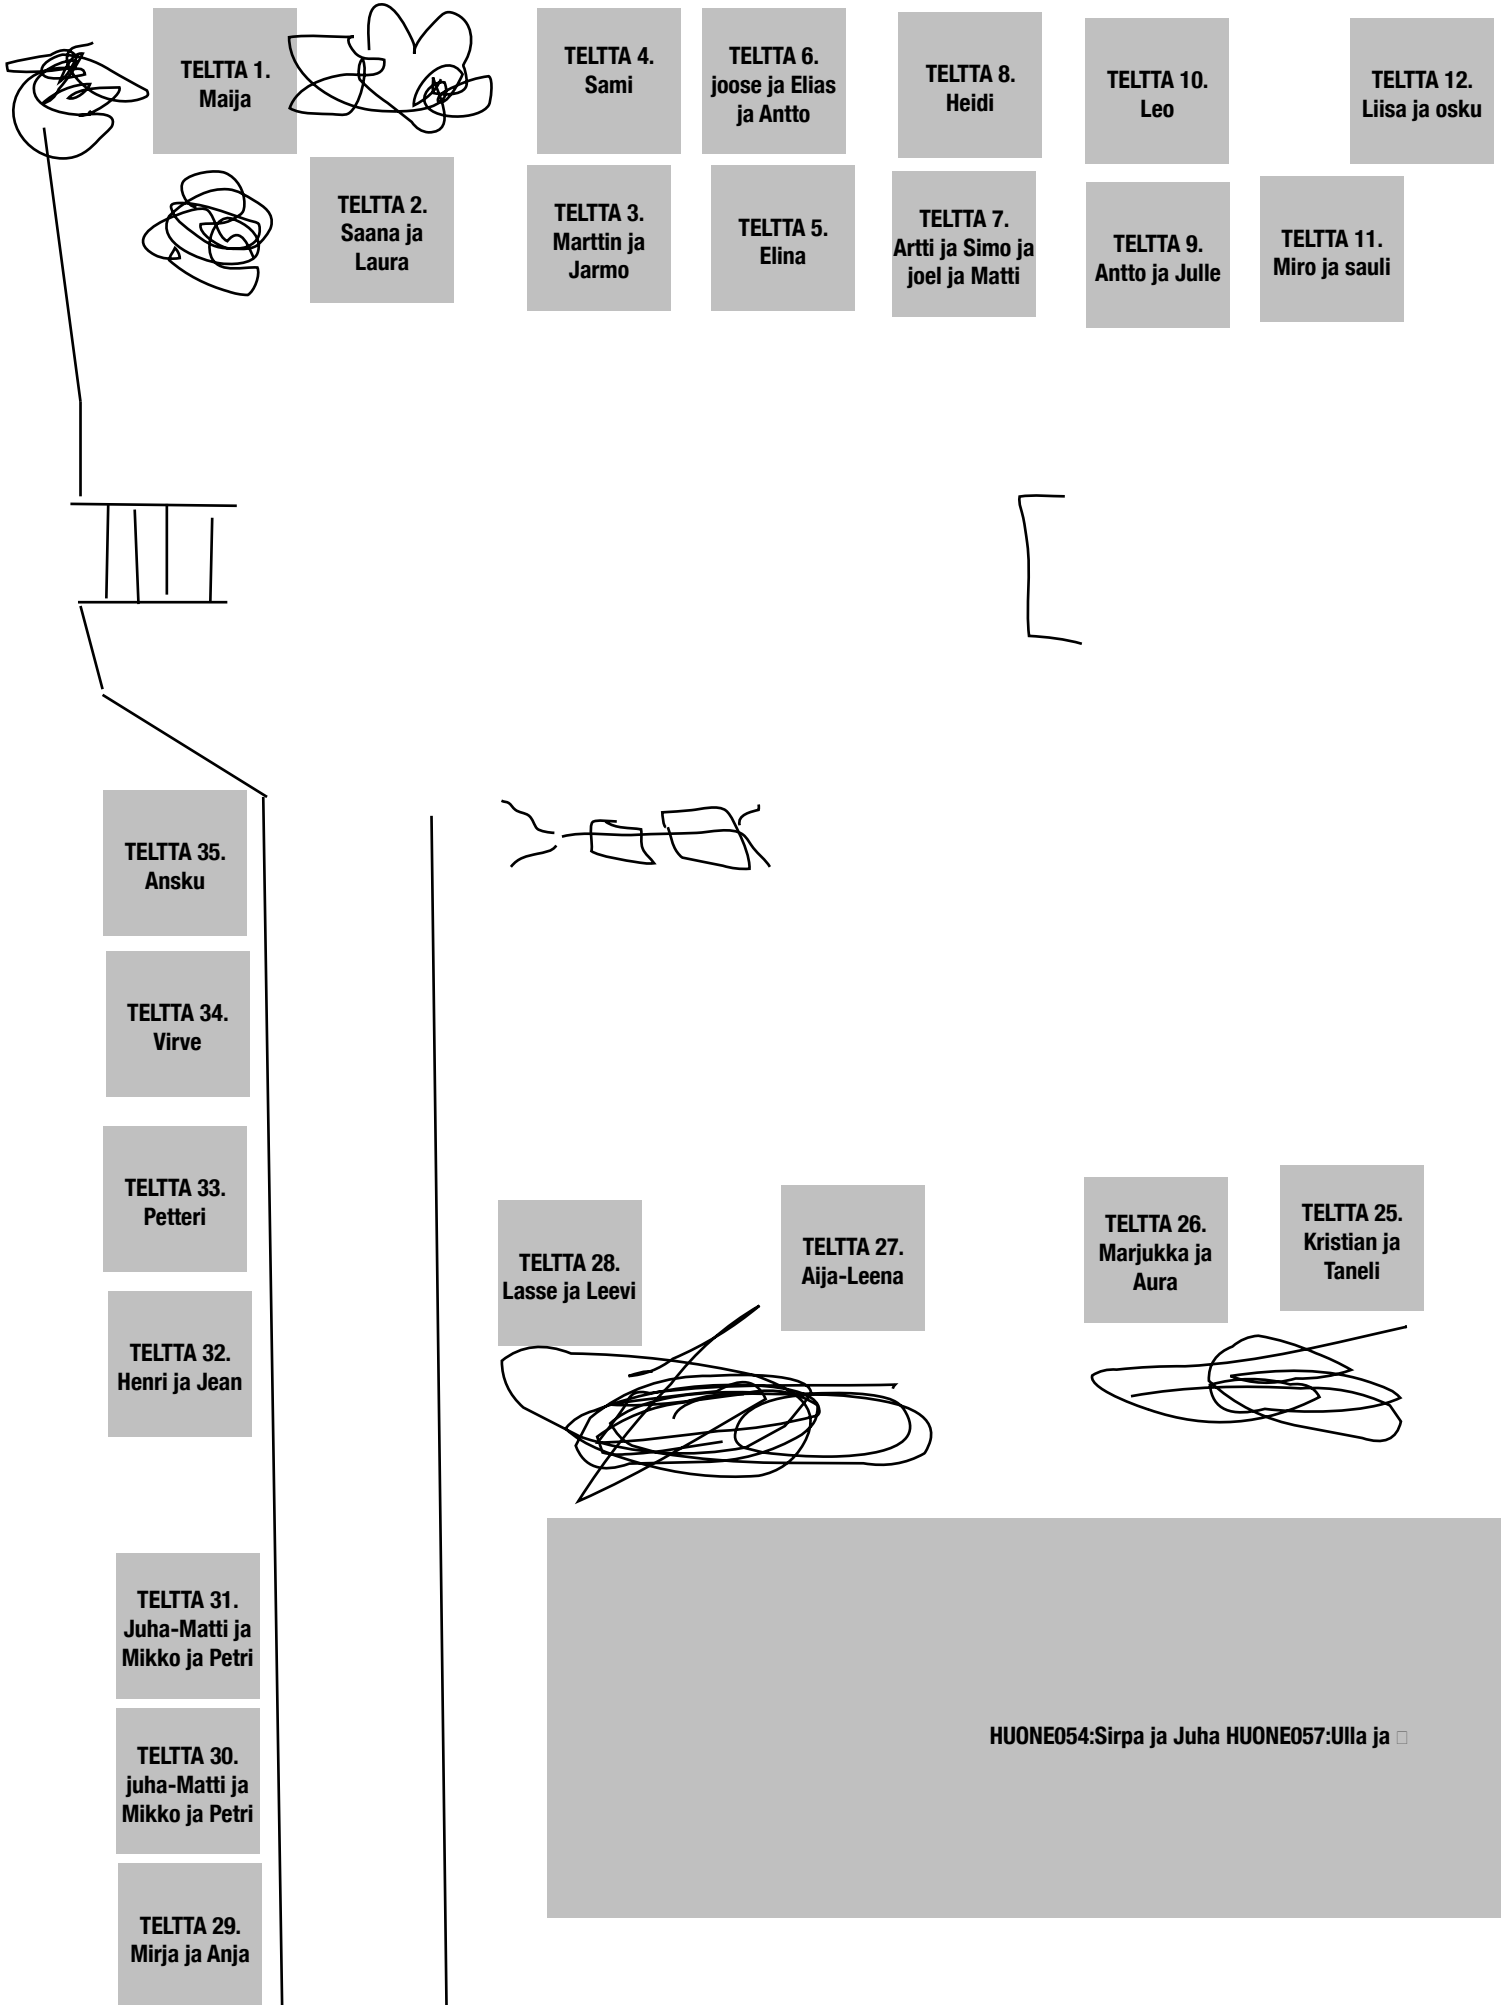 TELTTA 1.
Maija
TELTTA 4.
Sami
TELTTA 6.
joose ja Elias
ja Antto
TELTTA 8.
Heidi
TELTTA 10.
Leo
TELTTA 12.
Liisa ja osku
TELTTA 2.
Saana ja
Laura
TELTTA 3.
Marttin ja
Jarmo
TELTTA 5.
Elina
TELTTA 7.
Artti ja Simo ja
joel ja Matti
TELTTA 9.
Antto ja Julle
TELTTA 11.
Miro ja sauli
TELTTA 35.
Ansku
TELTTA 34.
Virve
TELTTA 33.
Petteri
TELTTA 32.
Henri ja Jean
TELTTA 28.
Lasse ja Leevi
TELTTA 27.
Aija-Leena
TELTTA 26.
Marjukka ja
Aura
TELTTA 25.
Kristian ja
Taneli
TELTTA 31.
Juha-Matti ja
Mikko ja Petri
TELTTA 30.
juha-Matti ja
Mikko ja Petri
TELTTA 29.
Mirja ja Anja
HUONE054:Sirpa ja Juha HUONE057:Ulla ja